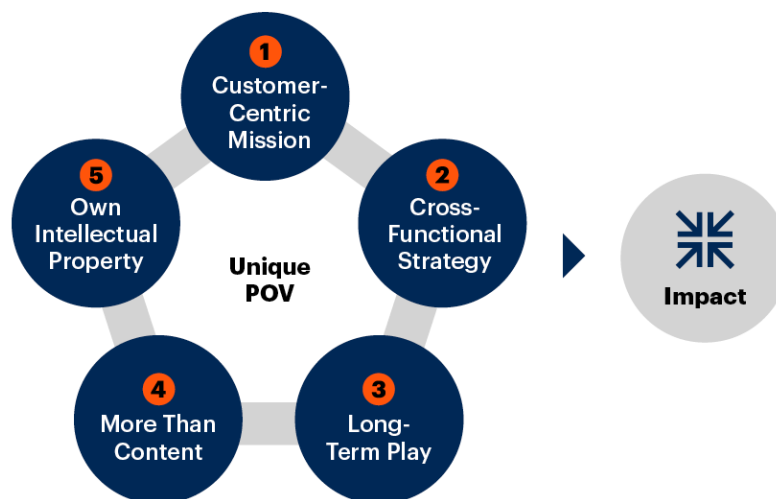 1
Customer-
Centric
Mission
2
Cross-
Functional
Strategy
3
Long-
Term Play
4
More Than
Content
5
Own
Intellectual
Property
Unique
POV
Impact